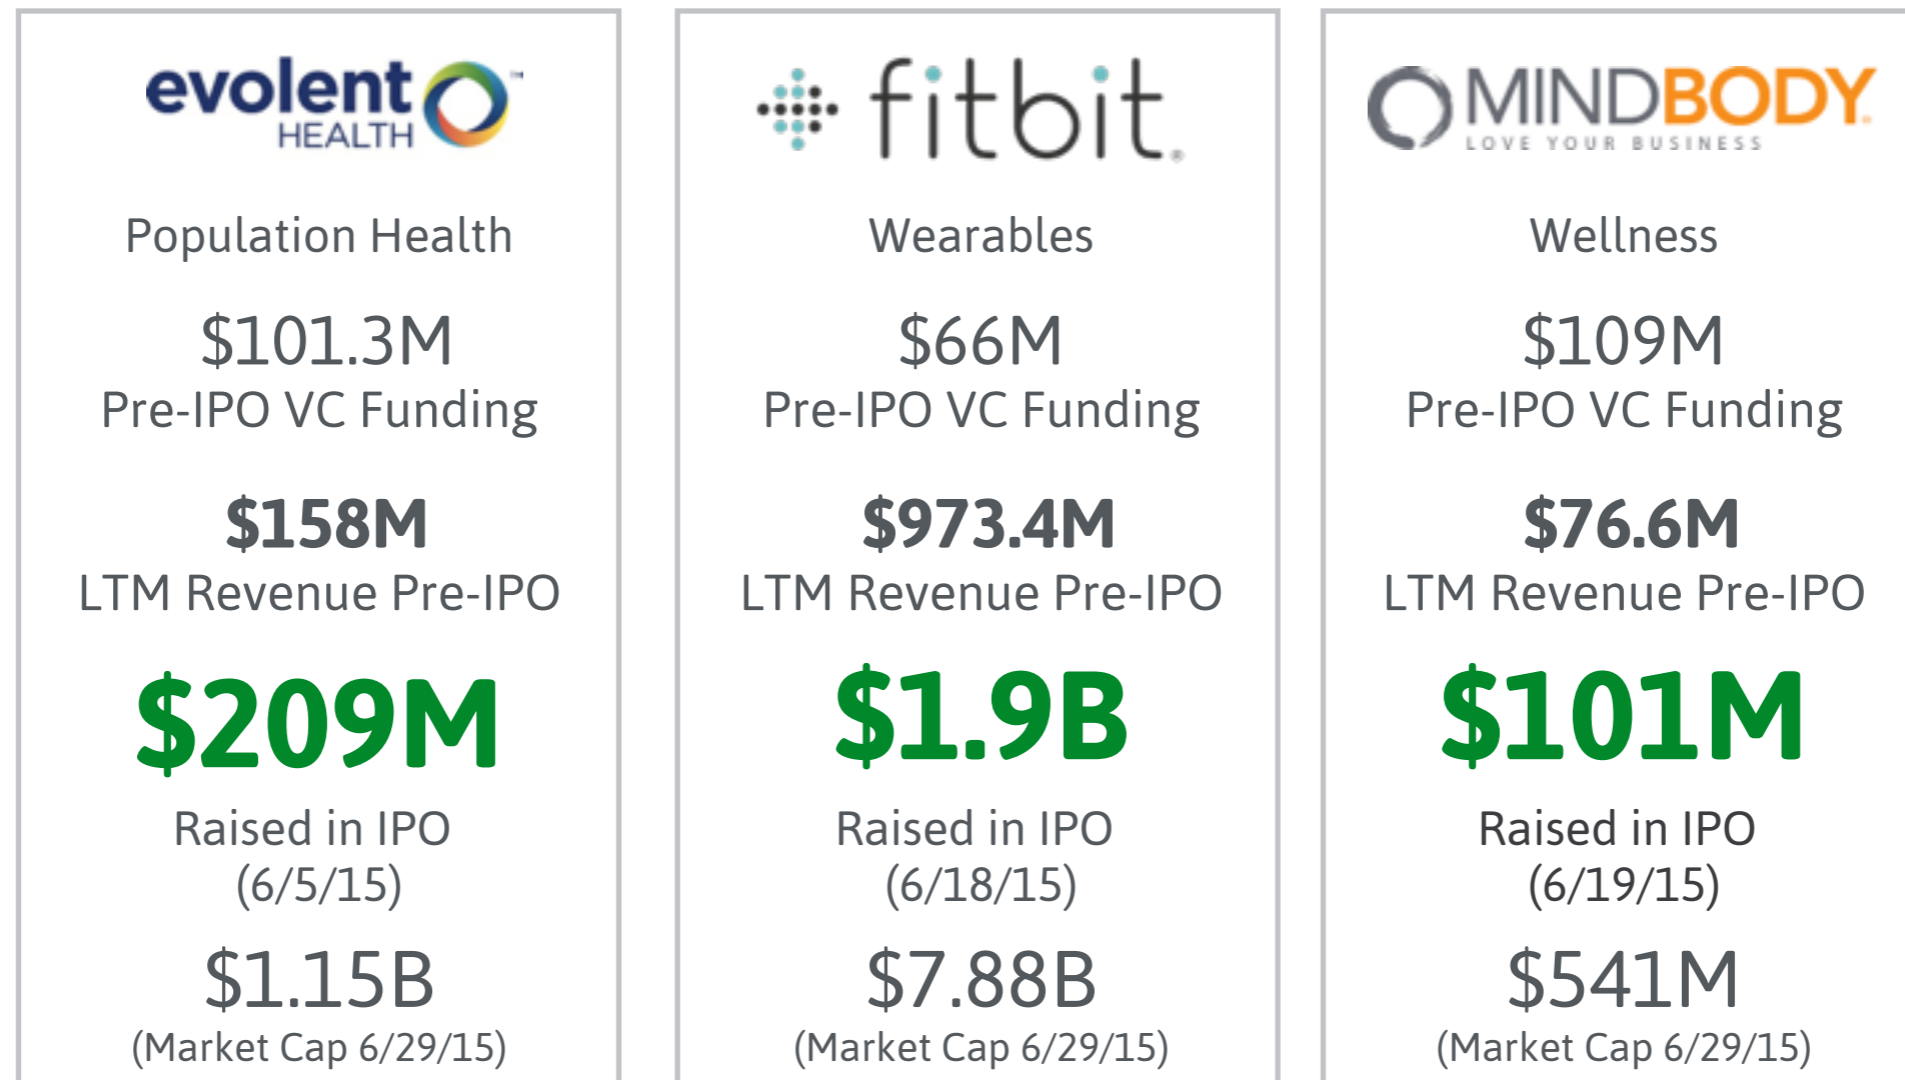 evolent
HEALTH
™
Population Health
$101.3M
Pre-IPO VC Funding
$158M
LTM Revenue Pre-IPO
$209M
Raised in IPO
(6/5/15)
$1.15B
(Market Cap 6/29/15)
fitbit®
Wearables
$66M
Pre-IPO VC Funding
$973.4M
LTM Revenue Pre-IPO
$1.9B
Raised in IPO
(6/18/15)
$7.88B
(Market Cap 6/29/15)
MINDBODY®
LOVE YOUR BUSINESS
Wellness
$109M
Pre-IPO VC Funding
$76.6M
LTM Revenue Pre-IPO
$101M
Raised in IPO
(6/19/15)
$541M
(Market Cap 6/29/15)